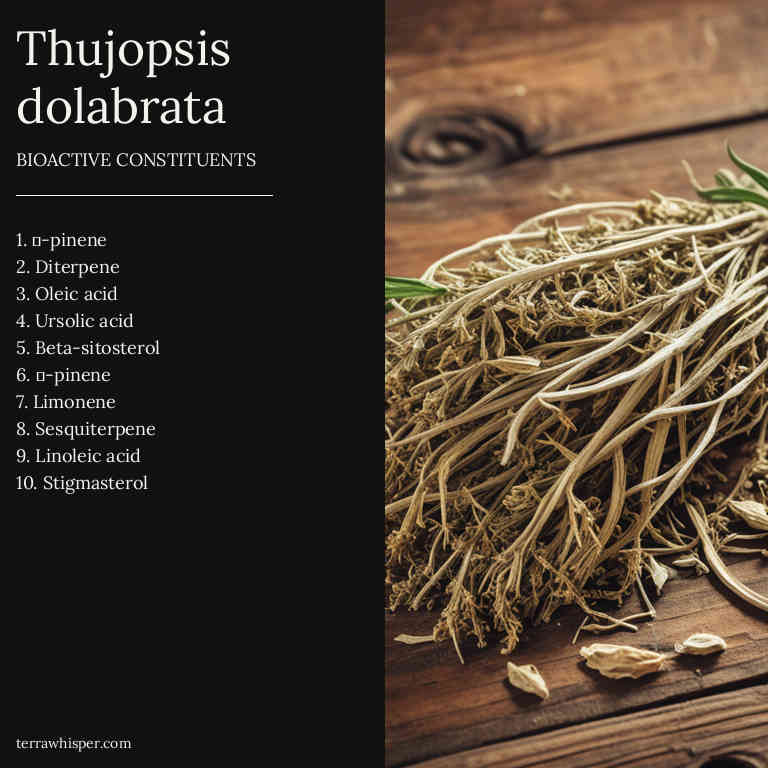 Thujopsis
dolabrata
BIOACTIVE CONSTITUENTS
1. ▯-pinene
2. Diterpene
3. Oleic acid
4. Ursolic acid
5. Beta-sitosterol
6. ▯-pinene
7. Limonene
8. Sesquiterpene
9. Linoleic acid
10. Stigmasterol
terrawhisper.com